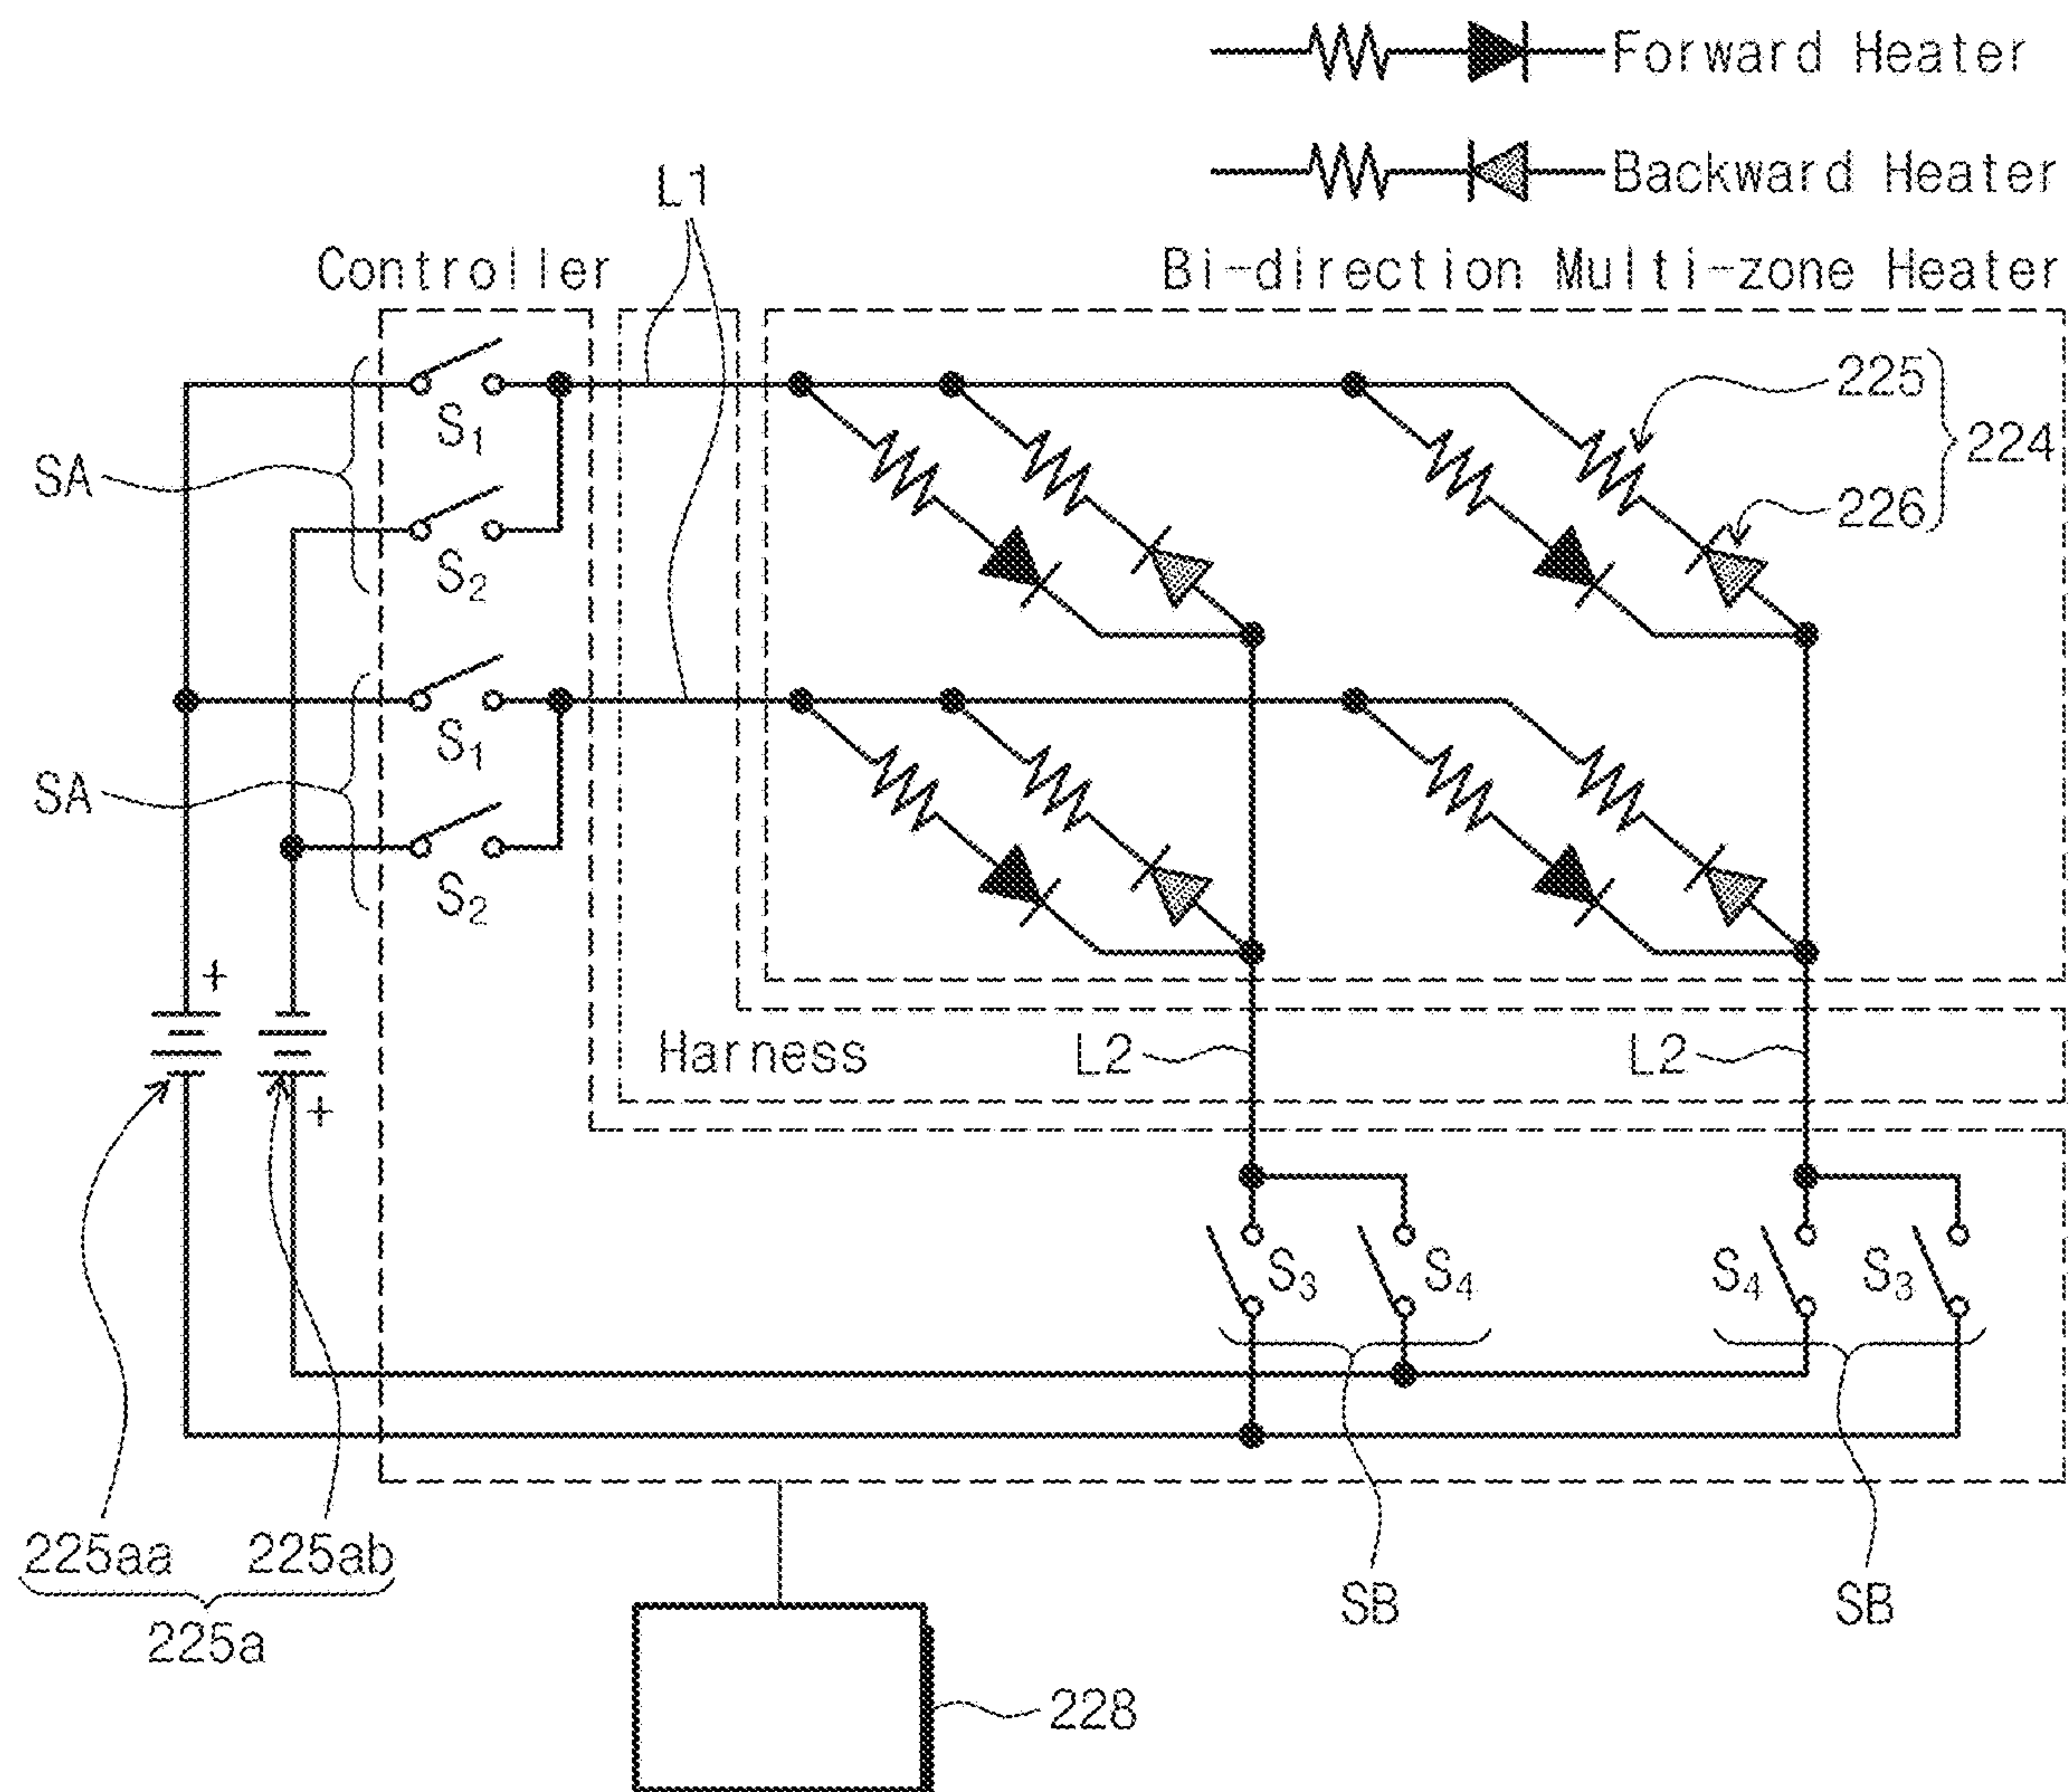 Forward Heater
Backward Heater
L1
Controller
Bi-direction Multi-zone Heater
S1
SA
S2
225
226
224
S1
SA
S2
+
+
Harness
L2
L2
S3
S4
S4
S3
225aa
225ab
225a
SB
SB
228